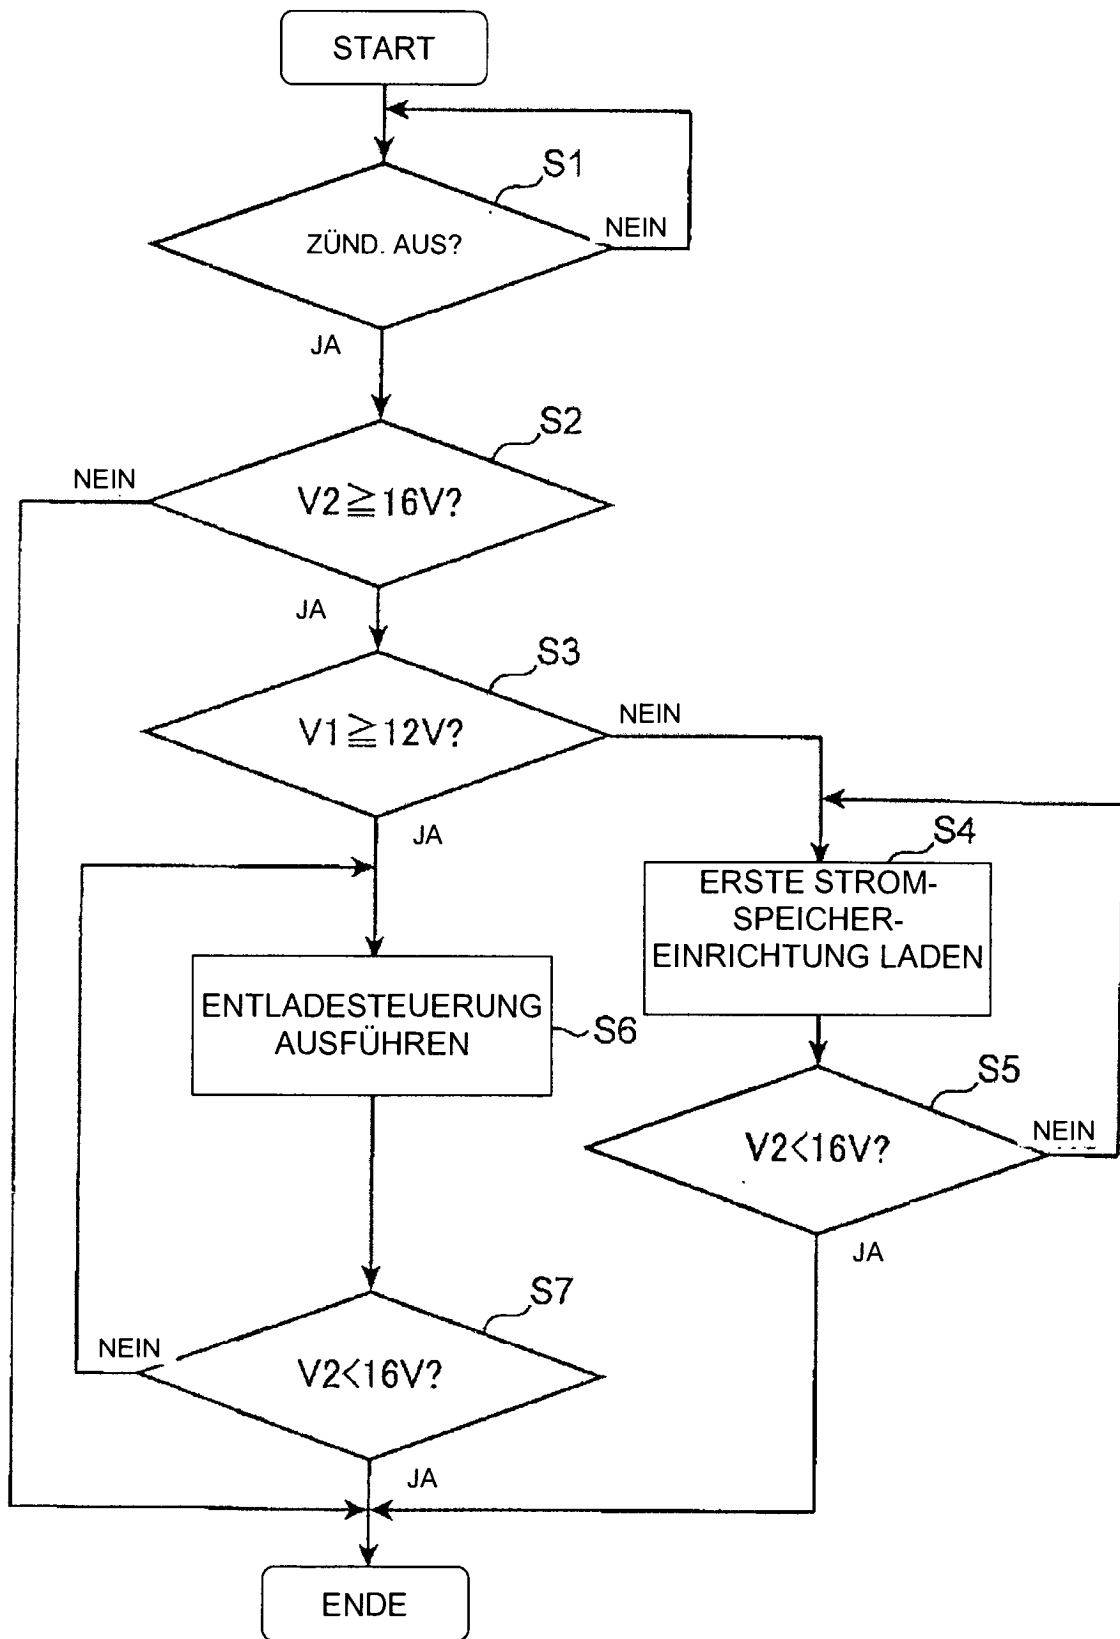 START
S1
ZÜND. AUS?
NEIN
JA
S2
NEIN
V2≧16V?
JA
S3
V1≧12V?
NEIN
JA
S4
ERSTE STROM-
SPEICHER-
EINRICHTUNG LADEN
ENTLADESTEUERUNG
AUSFÜHREN
S6
S5
V2<16V?
NEIN
JA
S7
NEIN
V2<16V?
JA
ENDE